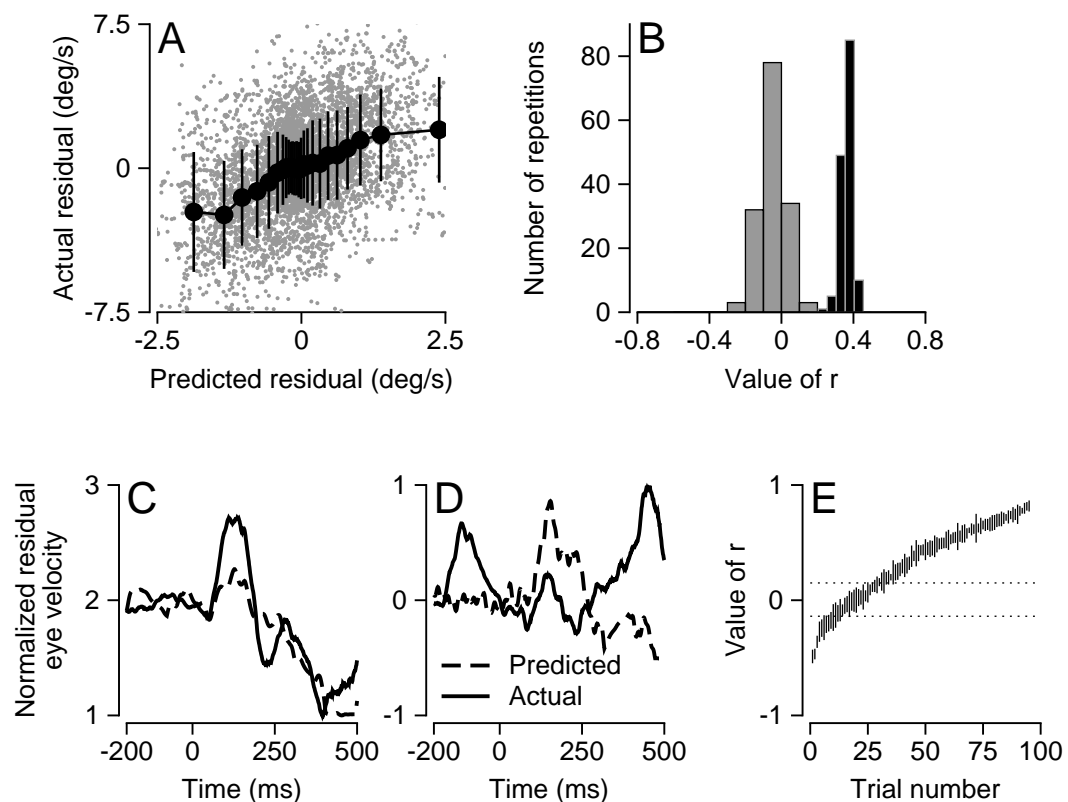 A
7.5
0
-7.5
Actual residual (deg/s)
-2.5
0
2.5
Predicted residual (deg/s)
B
80
60
40
20
0
Number of repetitions
-0.8
-0.4
0
0.4
0.8
Value of r
C
3
2
1
Normalized residual
eye velocity
-200
0
250
500
Time (ms)
D
1
0
-1
Predicted
Actual
-200
0
250
500
Time (ms)
E
1
0
-1
Value of r
0
25
50
75
100
Trial number